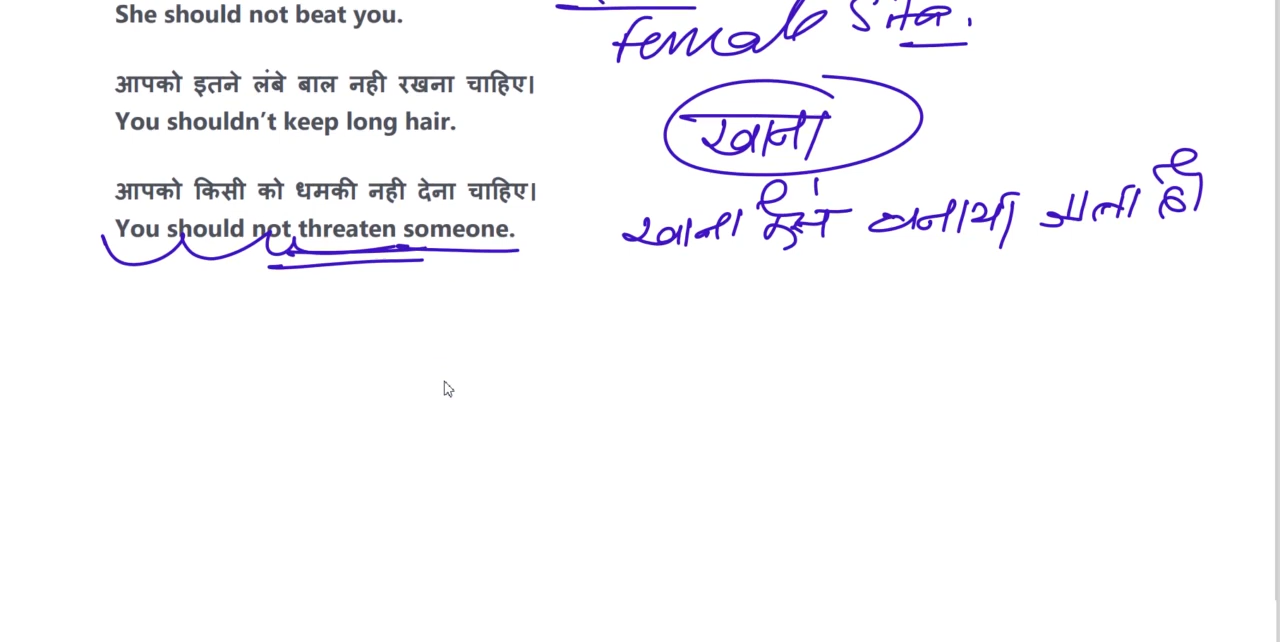 She should not beat you.
आपको इतने लंबे बाल नही रखना चाहिए।
You shouldn't keep long hair.
आपको किसी को धमकी नही देना चाहिए।
You should not threaten someone.
female
खाना
खाना बनाया जाता है